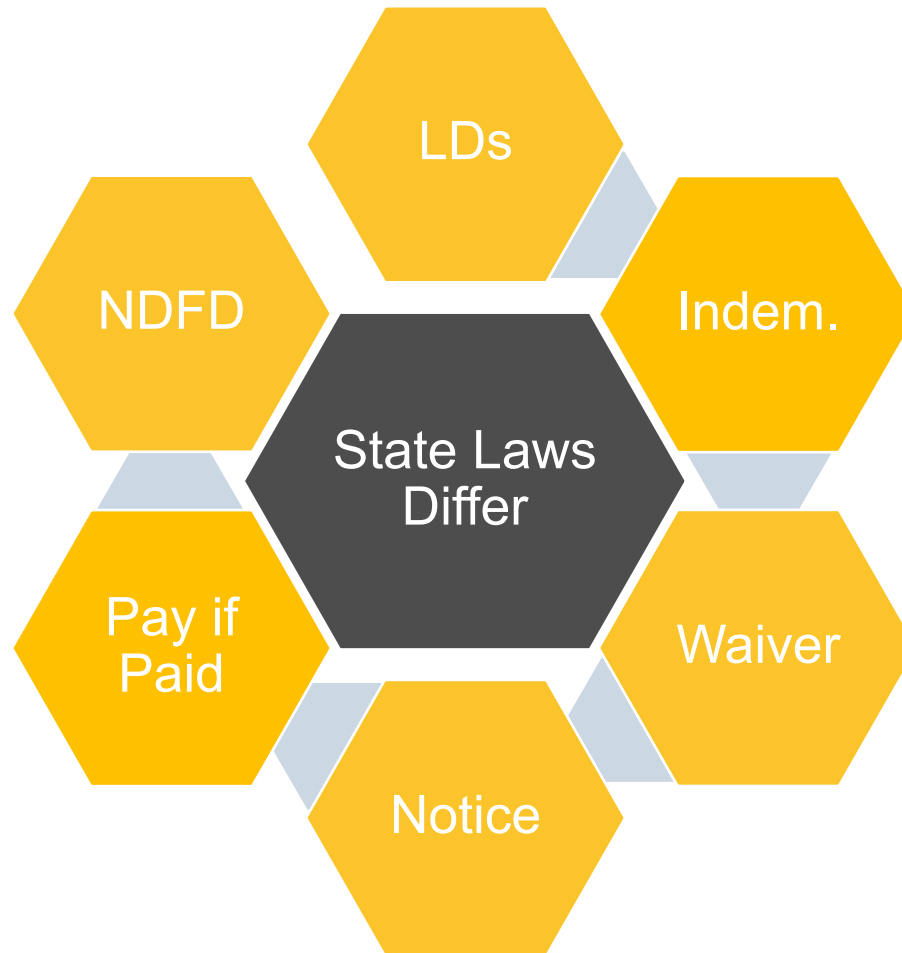 LDs
Indem.
Waiver
Notice
Pay if
Paid
NDFD
State Laws
Differ